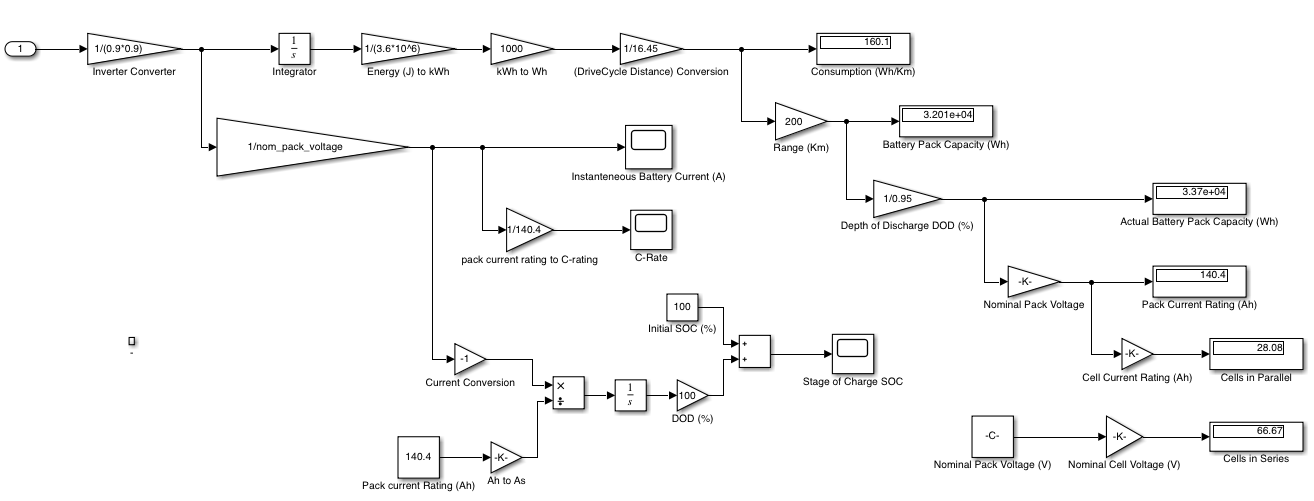 1
1/(0.9*0.9)
Inverter Converter
1
s
Integrator
1/(3.6*10^6)
Energy (J) to kWh
1000
kWh to Wh
1/16.45
(DriveCycle Distance) Conversion
160.1
Consumption (Wh/Km)
200
Range (Km)
3.201e+04
Battery Pack Capacity (Wh)
1/nom_pack_voltage
Instanteneous Battery Current (A)
1/0.95
Depth of Discharge DOD (%)
3.37e+04
Actual Battery Pack Capacity (Wh)
1/140.4
pack current rating to C-rating
C-Rate
-K-
Nominal Pack Voltage
140.4
Pack Current Rating (Ah)
100
Initial SOC (%)
+
+
Stage of Charge SOC
-K-
Cell Current Rating (Ah)
28.08
Cells in Parallel
-1
Current Conversion
×
÷
1
s
100
DOD (%)
140.4
Pack current Rating (Ah)
-K-
Ah to As
-C-
Nominal Pack Voltage (V)
-K-
Nominal Cell Voltage (V)
66.67
Cells in Series